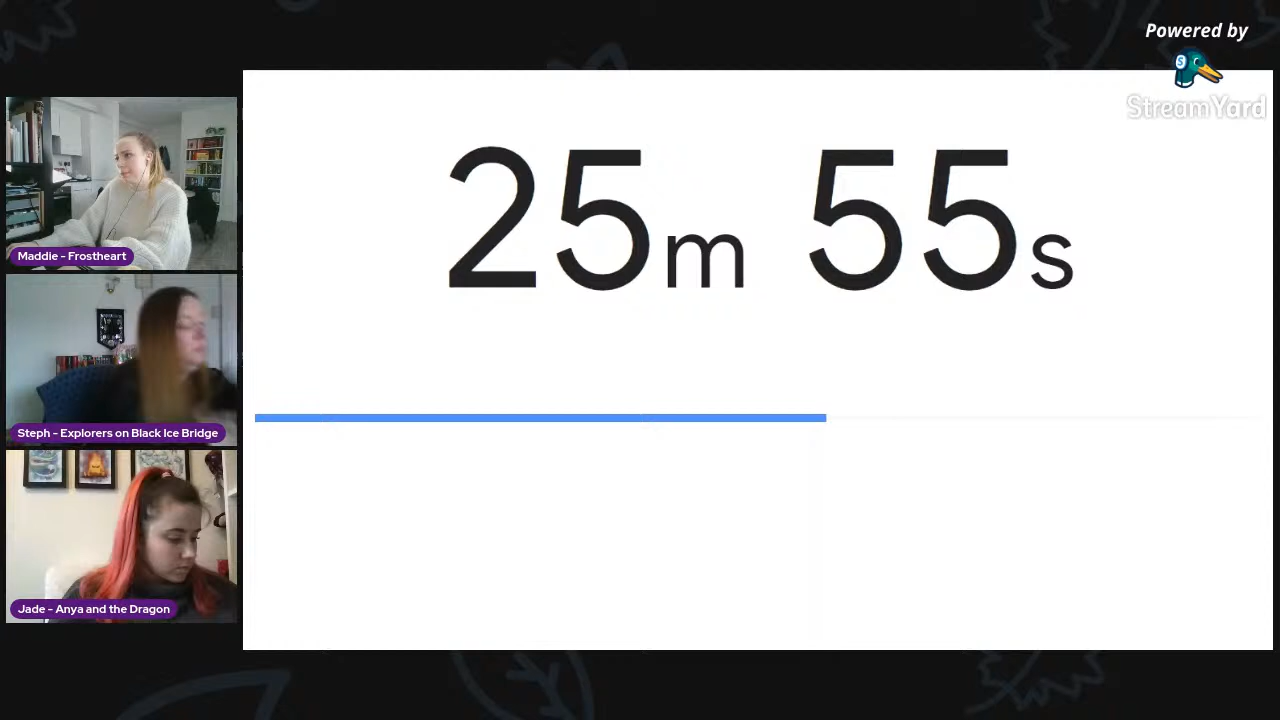 Powered by
StreamYard
25m 55s
Maddie - Frostheart
Steph - Explorers on Black Ice Bridge
Jade - Anya and the Dragon